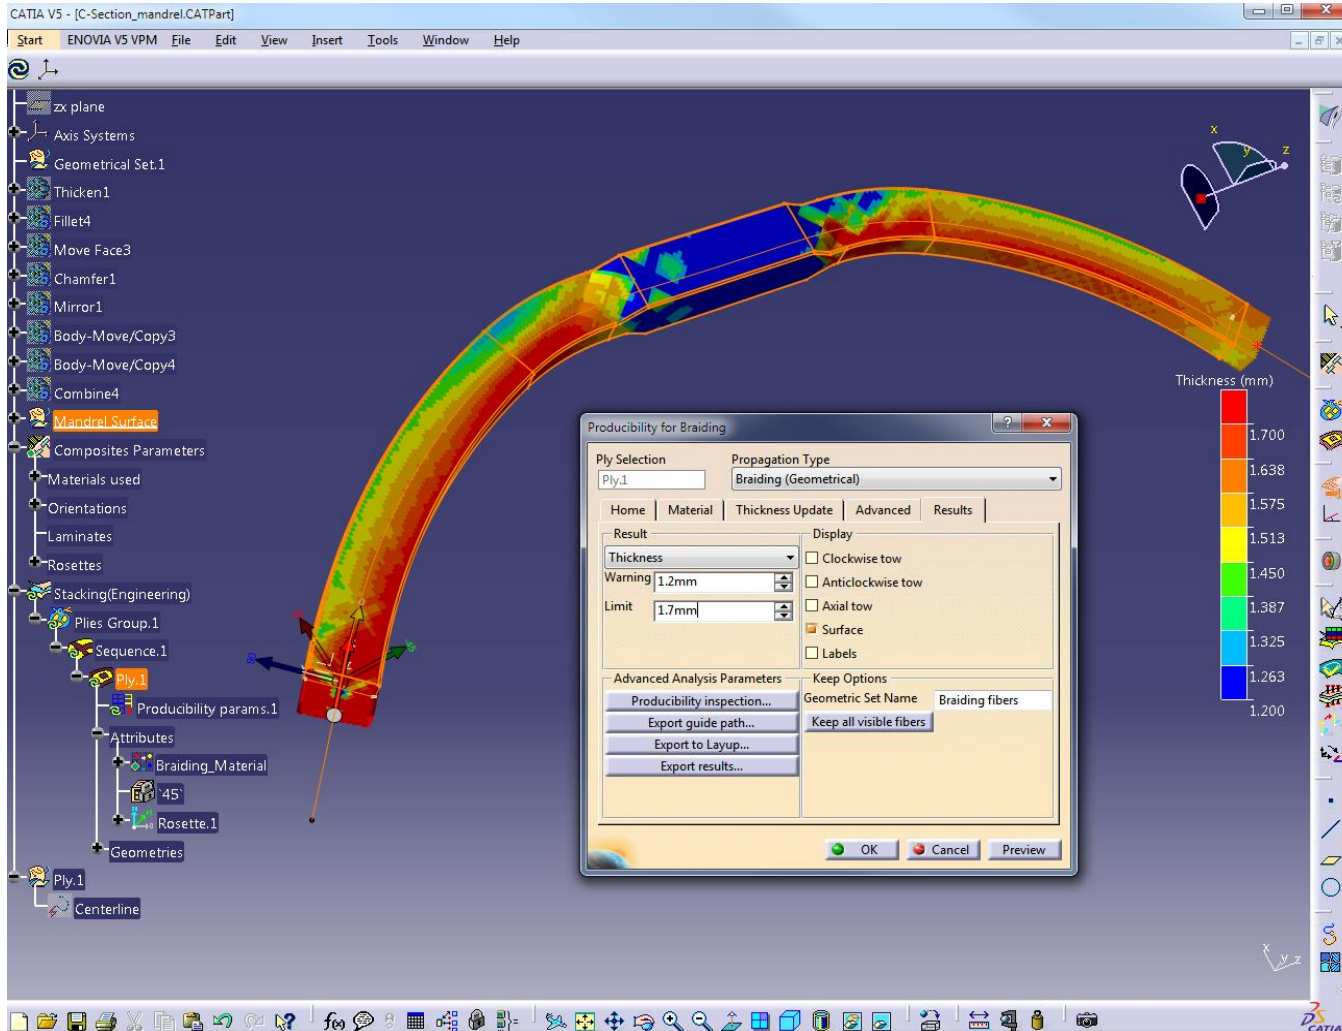 CATIA V5 - [C-Section_mandrel.CATPart]
Start ENOVIA V5 VPM File Edit View Insert Tools Window Help
zx plane
Axis Systems
Geometrical Set.1
Thicken1
Fillet4
Move Face3
Chamfer1
Mirror1
Body-Move/Copy3
Body-Move/Copy4
Combine4
Mandrel Surface
Composites Parameters
Materials used
Orientations
Laminates
Rosettes
Stacking(Engineering)
Plies Group.1
Sequence.1
Ply.1
Producibility params.1
Attributes
Braiding_Material
`45`
Rosette.1
Geometries
Ply.1
Centerline
x
y
z
Thickness (mm)
1.700
1.638
1.575
1.513
1.450
1.387
1.325
1.263
1.200
Producibility for Braiding
Ply Selection
Ply.1
Propagation Type
Braiding (Geometrical)
Home Material Thickness Update Advanced Results
Result
Thickness
Warning 1.2mm
Limit 1.7mm
Display
Clockwise tow
Anticlockwise tow
Axial tow
Surface
Labels
Advanced Analysis Parameters
Producibility inspection...
Export guide path...
Export to Layup...
Export results...
Keep Options
Geometric Set Name Braiding fibers
Keep all visible fibers
OK Cancel Preview
x
y z
f(x)
CATIA